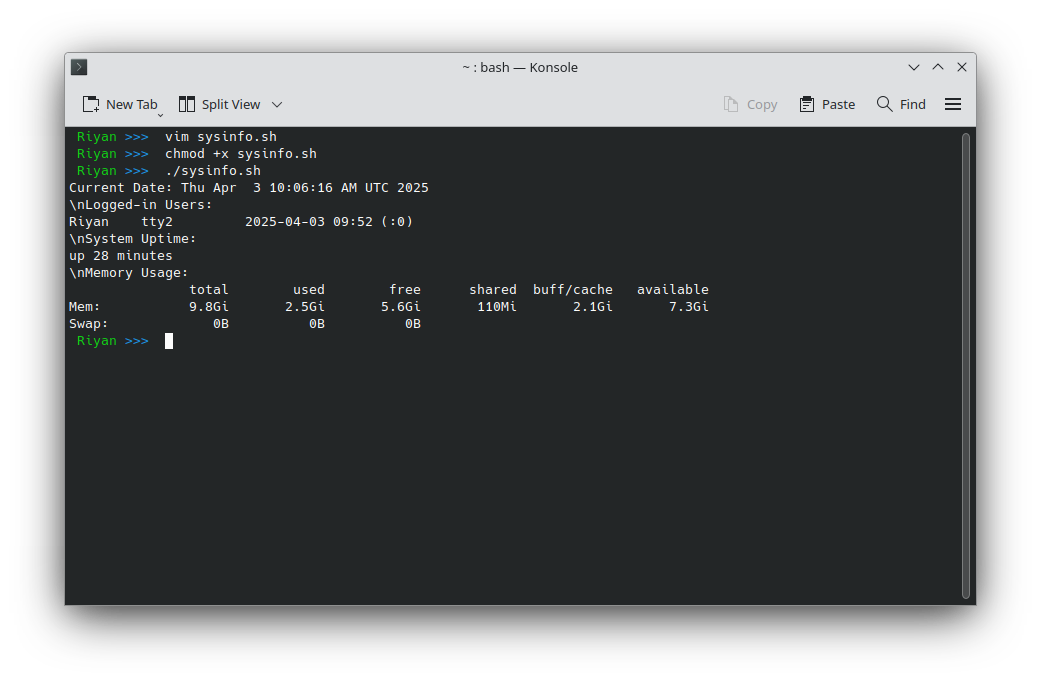 ~ : bash — Konsole
New Tab Split View Copy Paste Find
Riyan >>> vim sysinfo.sh
Riyan >>> chmod +x sysinfo.sh
Riyan >>> ./sysinfo.sh
Current Date: Thu Apr  3 10:06:16 AM UTC 2025
\nLogged-in Users:
Riyan    tty2         2025-04-03 09:52 (:0)
\nSystem Uptime:
up 28 minutes
\nMemory Usage:
               total        used        free      shared  buff/cache   available
Mem:           9.8Gi       2.5Gi       5.6Gi       110Mi       2.1Gi       7.3Gi
Swap:             0B          0B          0B
Riyan >>>